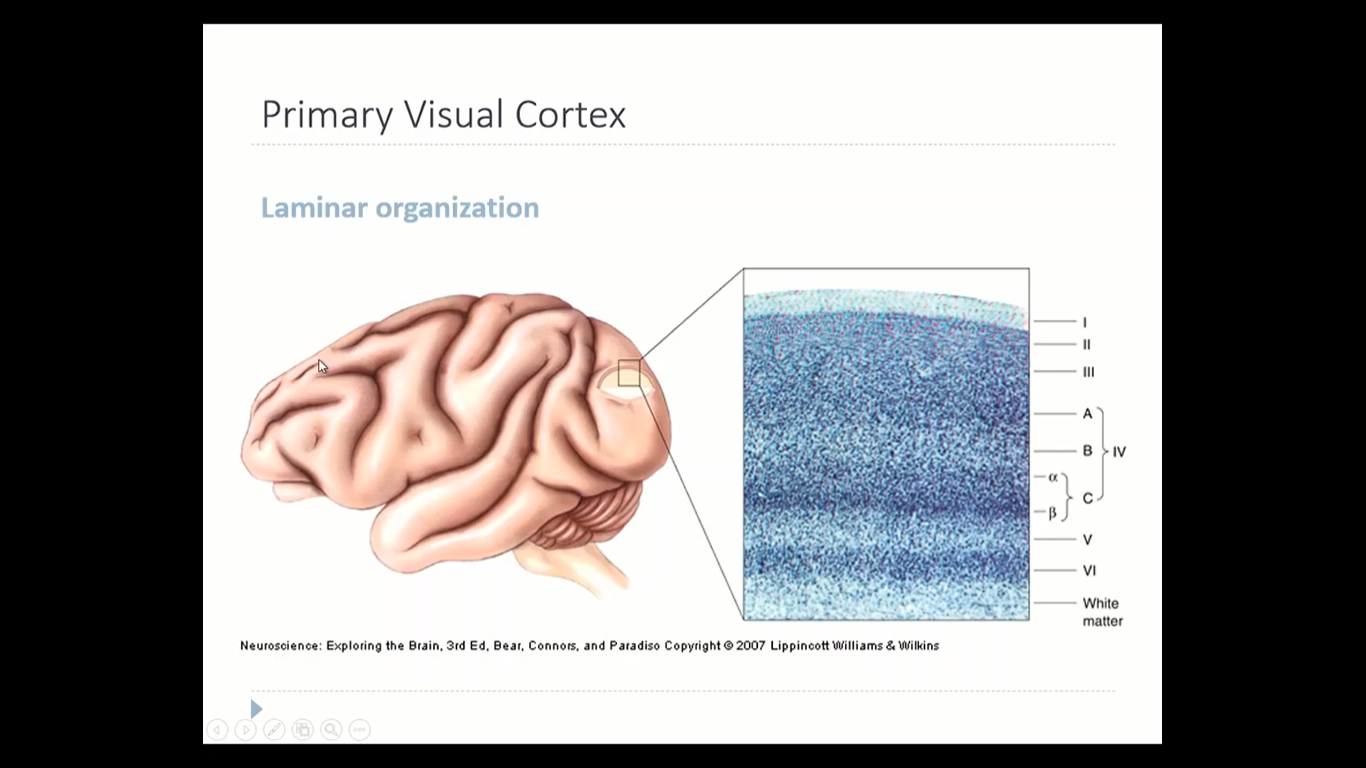 Primary Visual Cortex
Laminar organization
I
II
III
A
B
IV
α
C
β
V
VI
White
matter
Neuroscience: Exploring the Brain, 3rd Ed, Bear, Connors, and Paradiso Copyright © 2007 Lippincott Williams & Wilkins